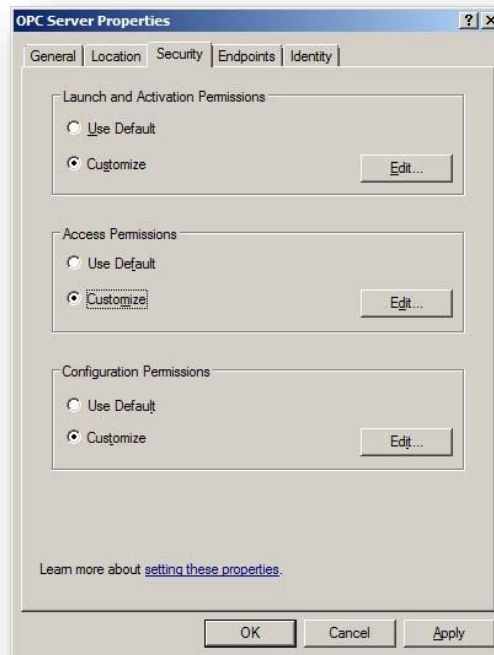 OPC Server Properties
General Location Security Endpoints Identity
Launch and Activation Permissions
Use Default
Customize
Edit...
Access Permissions
Use Default
Customize
Edit...
Configuration Permissions
Use Default
Customize
Edit...
Learn more about setting these properties.
OK Cancel Apply